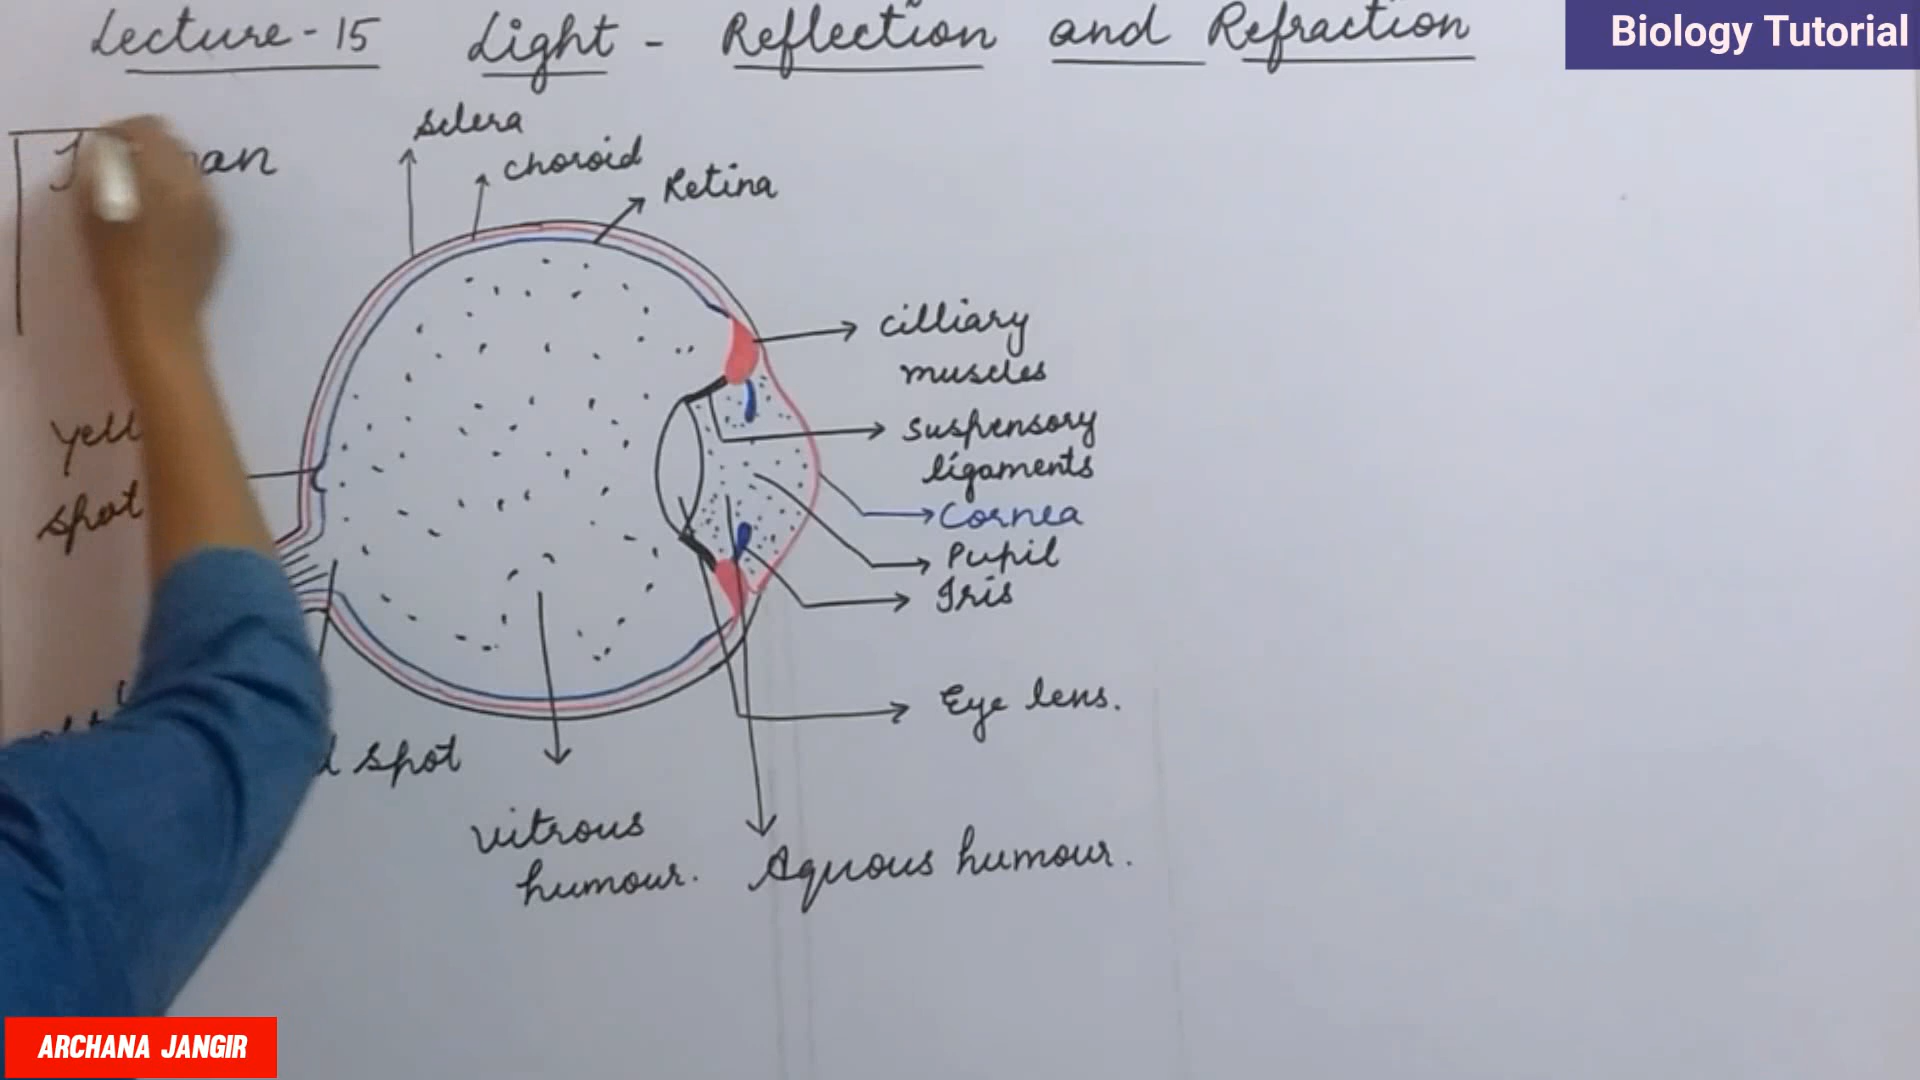 Lecture-15 Light - Reflection and Refraction
Biology Tutorial
Sclera
Choroid
Retina
cilliary
muscles
suspensory
ligaments
Cornea
Pupil
Iris
spot
Eye lens.
spot
vitrous
humour.
Aquous humour.
ARCHANA JANGIR